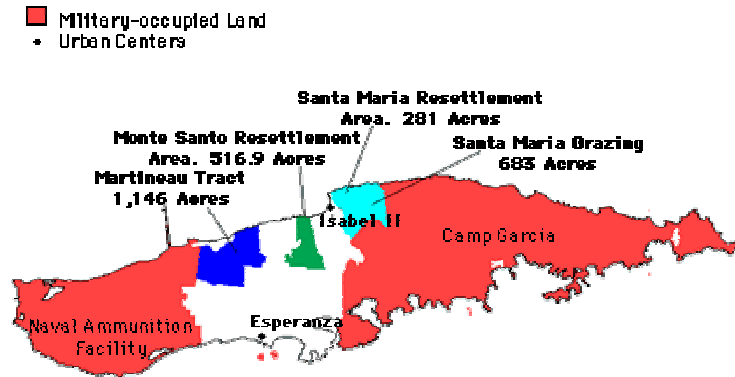 Military-occupied Land
Urban Centers
Santa Maria Resettlement
Area. 281 Acres
Monte Santo Resettlement
Area. 516.9 Acres
Santa Maria Grazing
683 Acres
Martineau Tract
1,146 Acres
Isabel II
Camp Garcia
Esperanza
Naval Ammunition
Facility